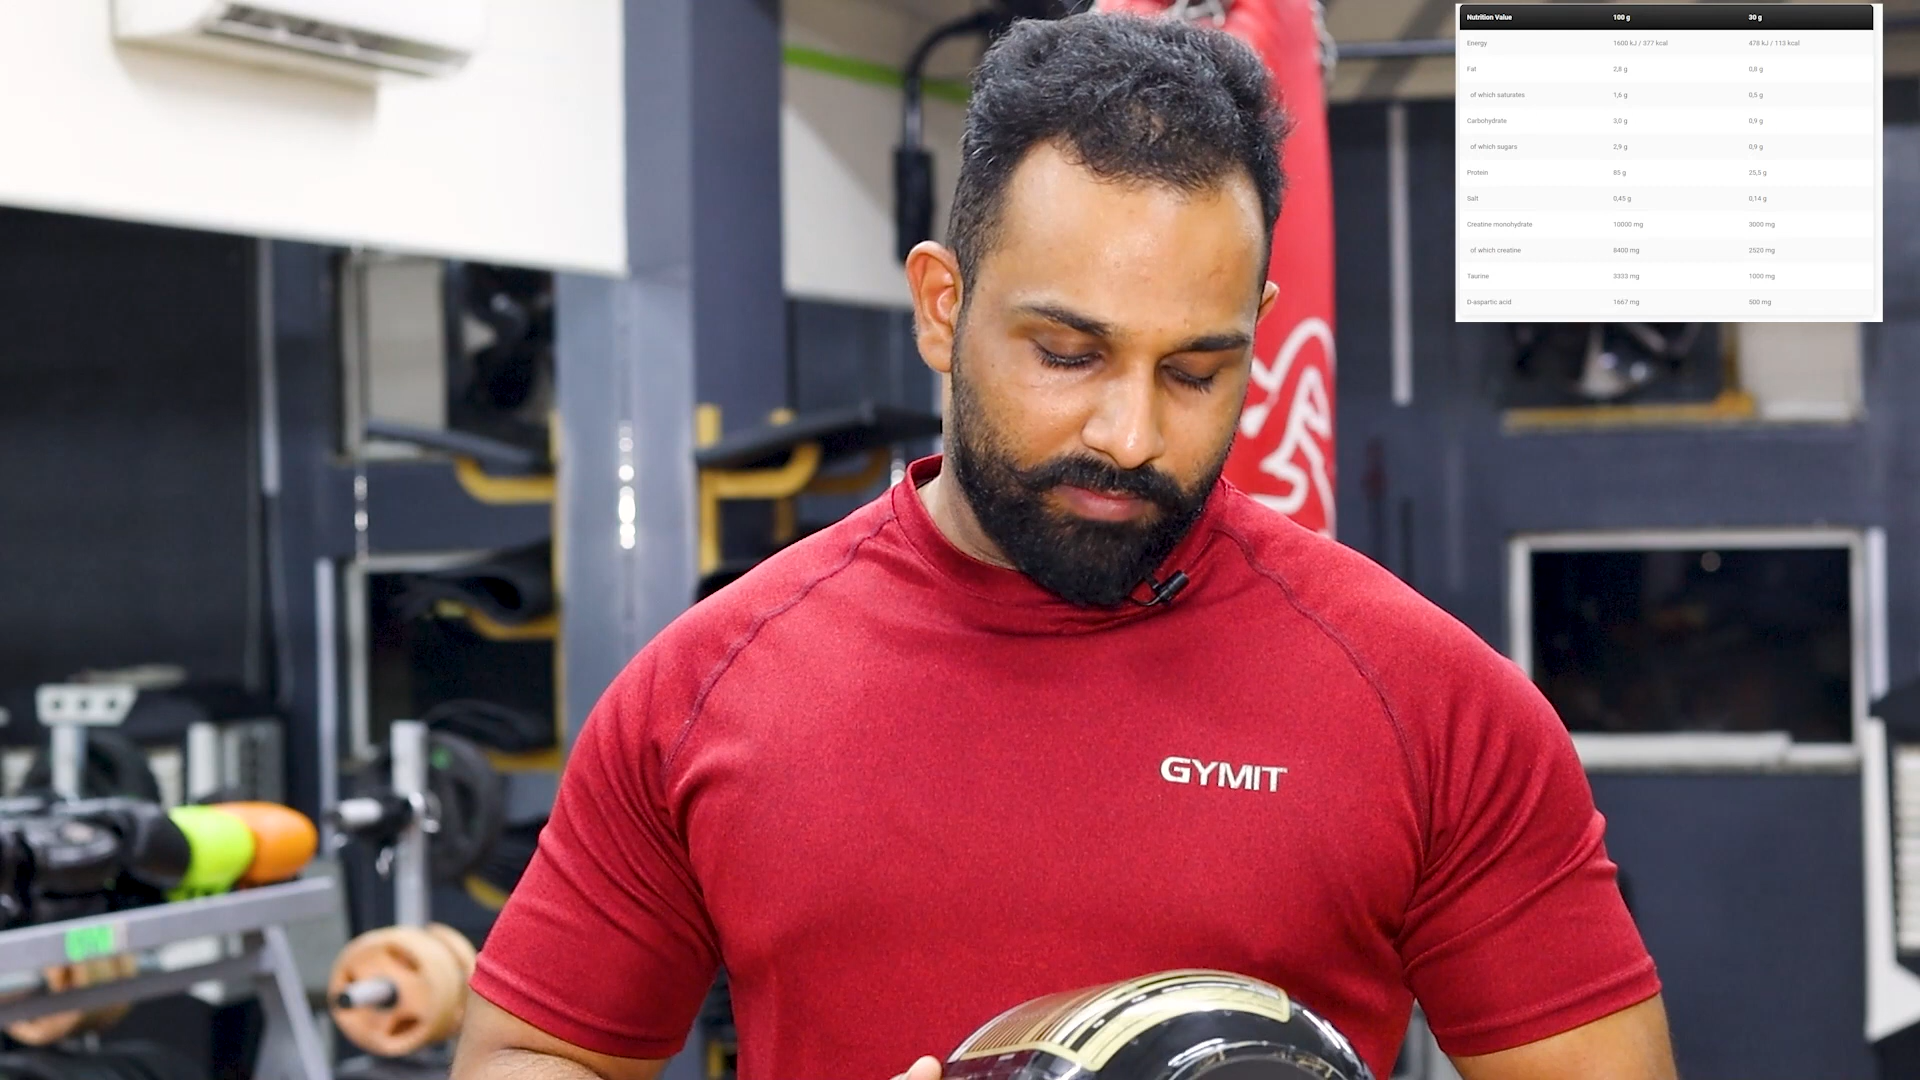 Nutrition Value 100 g 30 g
Energy 1600 kJ / 377 kcal 478 kJ / 113 kcal
Fat 2,8 g 0,8 g
of which saturates 1,6 g 0,5 g
Carbohydrate 3,0 g 0,9 g
of which sugars 2,9 g 0,9 g
Protein 85 g 25,5 g
Salt 0,45 g 0,14 g
Creatine monohydrate 10000 mg 3000 mg
of which creatine 8400 mg 2520 mg
Taurine 3333 mg 1000 mg
D-aspartic acid 1667 mg 500 mg
GYMIT